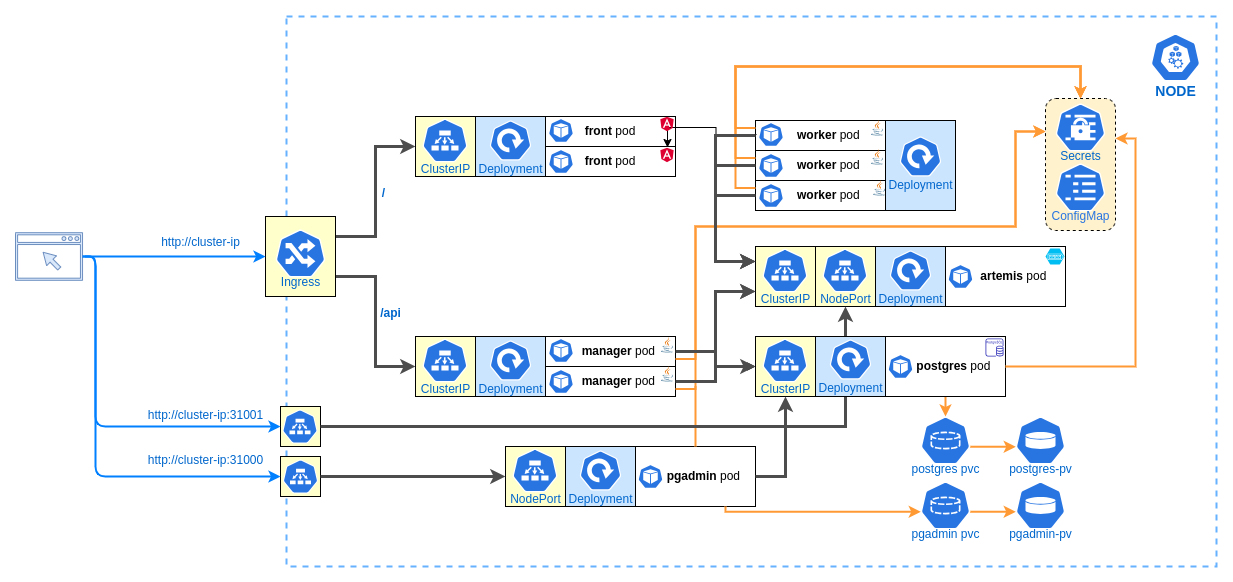 NODE
front pod
front pod
ClusterIP
Deployment
worker pod
worker pod
worker pod
Deployment
Secrets
ConfigMap
/
http://cluster-ip
Ingress
/api
ClusterIP
NodePort
Deployment
artemis pod
manager pod
manager pod
ClusterIP
Deployment
ClusterIP
Deployment
postgres pod
http://cluster-ip:31001
http://cluster-ip:31000
NodePort
Deployment
pgadmin pod
postgres pvc
postgres-pv
pgadmin pvc
pgadmin-pv